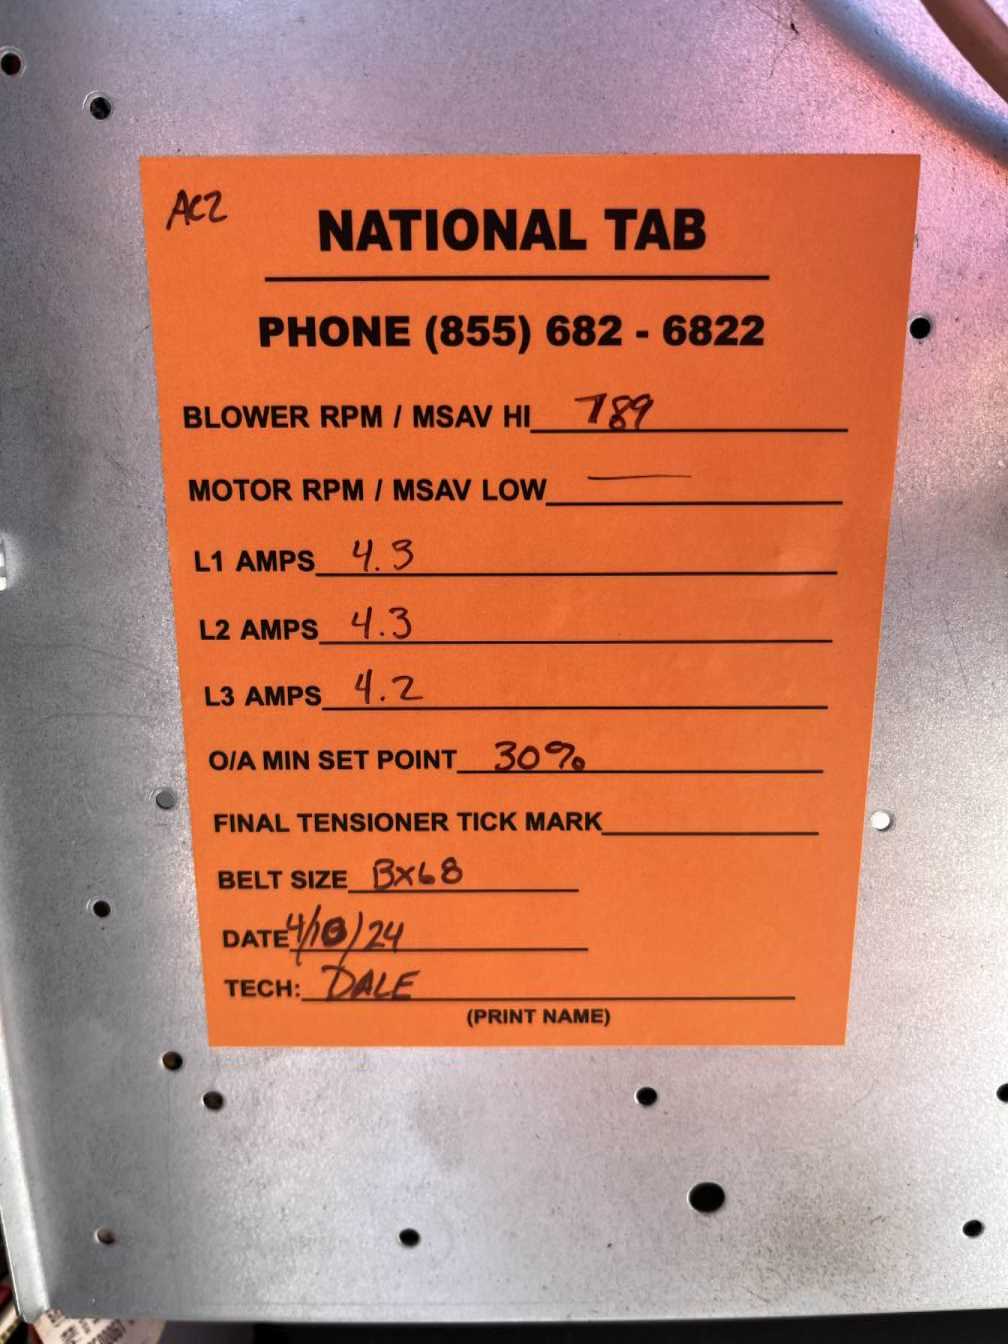 AC2
NATIONAL TAB
PHONE (855) 682 - 6822
BLOWER RPM / MSAV HI 789
MOTOR RPM / MSAV LOW —
L1 AMPS 4.3
L2 AMPS 4.3
L3 AMPS 4.2
O/A MIN SET POINT 30%
FINAL TENSIONER TICK MARK
BELT SIZE BX68
DATE 4/18/24
TECH: DALE
(PRINT NAME)